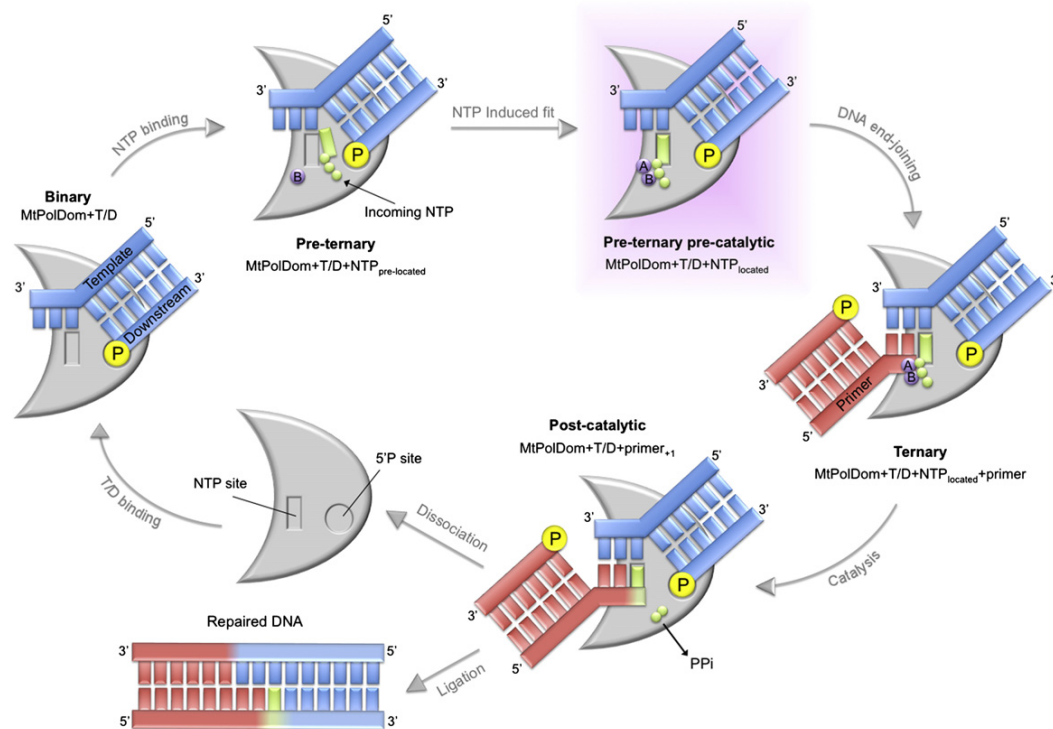 Binary
MtPolDom+T/D
3’
5’
3’
Template
Downstream
P
NTP binding
3’
5’
3’
P
B
Incoming NTP
Pre-ternary
MtPolDom+T/D+NTPpre-located
NTP Induced fit
3’
5’
3’
P
A
B
Pre-ternary pre-catalytic
MtPolDom+T/D+NTPlocated
DNA end-joining
3’
5’
3’
P
P
A
B
3’
Primer
5’
Ternary
MtPolDom+T/D+NTPlocated+primer
Catalysis
Post-catalytic
MtPolDom+T/D+primer+1
3’
5’
3’
P
P
3’
5’
PPi
Dissociation
NTP site
5’P site
T/D binding
Ligation
Repaired DNA
3’
5’
5’
3’